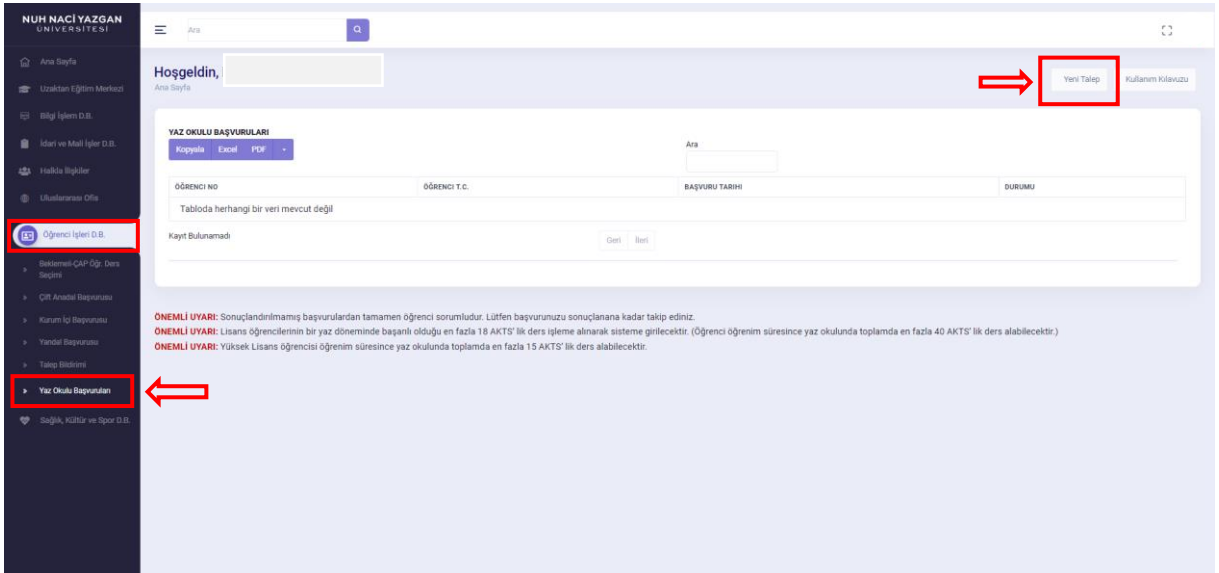 NUH NACİ YAZGAN
ÜNİVERSİTESİ
Ara
Ana Sayfa
Uzaktan Eğitim Merkezi
Bilgi İşlem D.B.
İdari ve Mali İşler D.B.
Halkla İlişkiler
Uluslararası Ofis
Öğrenci İşleri D.B.
Beklemeli-ÇAP Öğr. Ders
Seçimi
Çift Anadal Başvurusu
Kurum İçi Başvurusu
Yandal Başvurusu
Talep Bildirimi
Yaz Okulu Başvuruları
Sağlık, Kültür ve Spor D.B.
Hoşgeldin,
Ana Sayfa
Yeni Talep
Kullanım Kılavuzu
YAZ OKULU BAŞVURULARI
Kopyala Excel PDF +
Ara
ÖĞRENCI NO ÖĞRENCI T.C. BAŞVURU TARIHI DURUMU
Tabloda herhangi bir veri mevcut değil
Kayıt Bulunamadı
Geri İleri
ÖNEMLİ UYARI: Sonuçlandırılmamış başvurulardan tamamen öğrenci sorumludur. Lütfen başvurunuzu sonuçlanana kadar takip ediniz.
ÖNEMLİ UYARI: Lisans öğrencilerinin bir yaz döneminde başarılı olduğu en fazla 18 AKTS' lik ders işleme alınarak sisteme girilecektir. (Öğrenci öğrenim süresince yaz okulunda toplamda en fazla 40 AKTS' lik ders alabilecektir.)
ÖNEMLİ UYARI: Yüksek Lisans öğrencisi öğrenim süresince yaz okulunda toplamda en fazla 15 AKTS' lik ders alabilecektir.